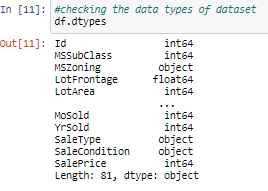 In [11]: #checking the data types of dataset
df.dtypes
Out[11]: Id int64
MSSubClass int64
MSZoning object
LotFrontage float64
LotArea int64
...
MoSold int64
YrSold int64
SaleType object
SaleCondition object
SalePrice int64
Length: 81, dtype: object